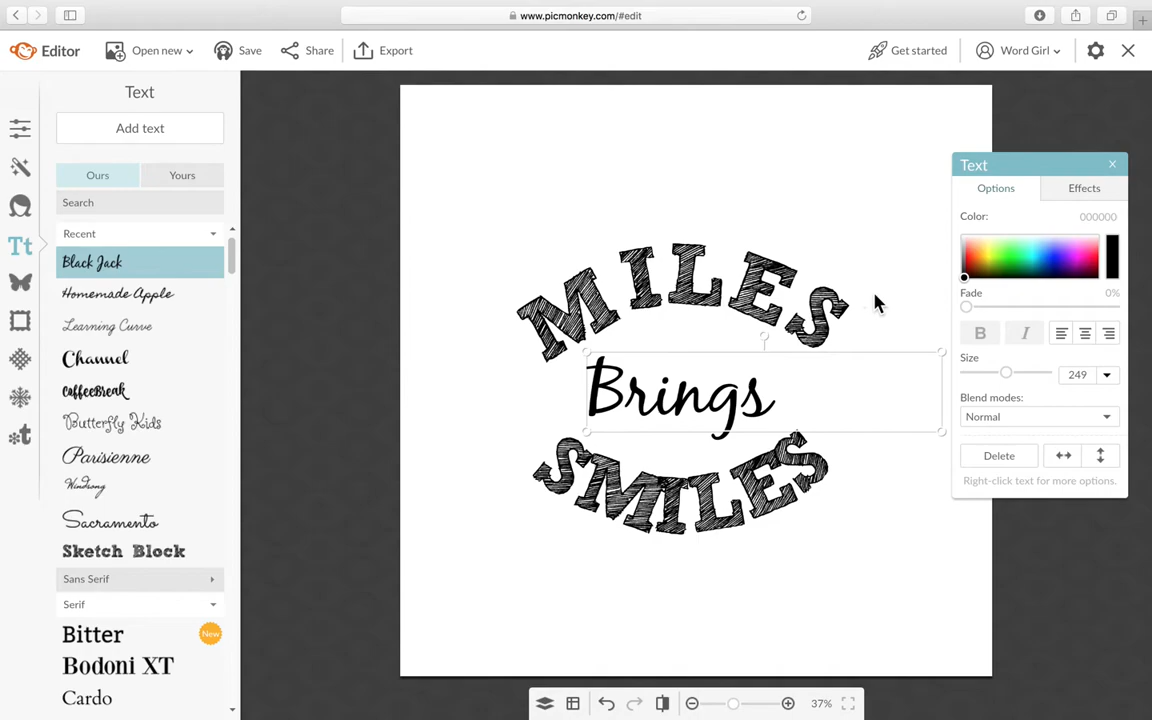 www.picmonkey.com/#edit
Editor
Open new
Save
Share
Export
Get started
Word Girl
Text
Add text
Ours
Yours
Search
Recent
Black Jack
Homemade Apple
Learning Curve
Channel
CoffeeBreak
Butterfly Kids
Parisienne
Windsong
Sacramento
Sketch Block
Sans Serif
Serif
Bitter
New
Bodoni XT
Cardo
Tt
t
MILES
Brings
SMILES
Text
Options
Effects
Color:
000000
Fade
0%
B
I
Size
249
Blend modes:
Normal
Delete
Right-click text for more options.
37%